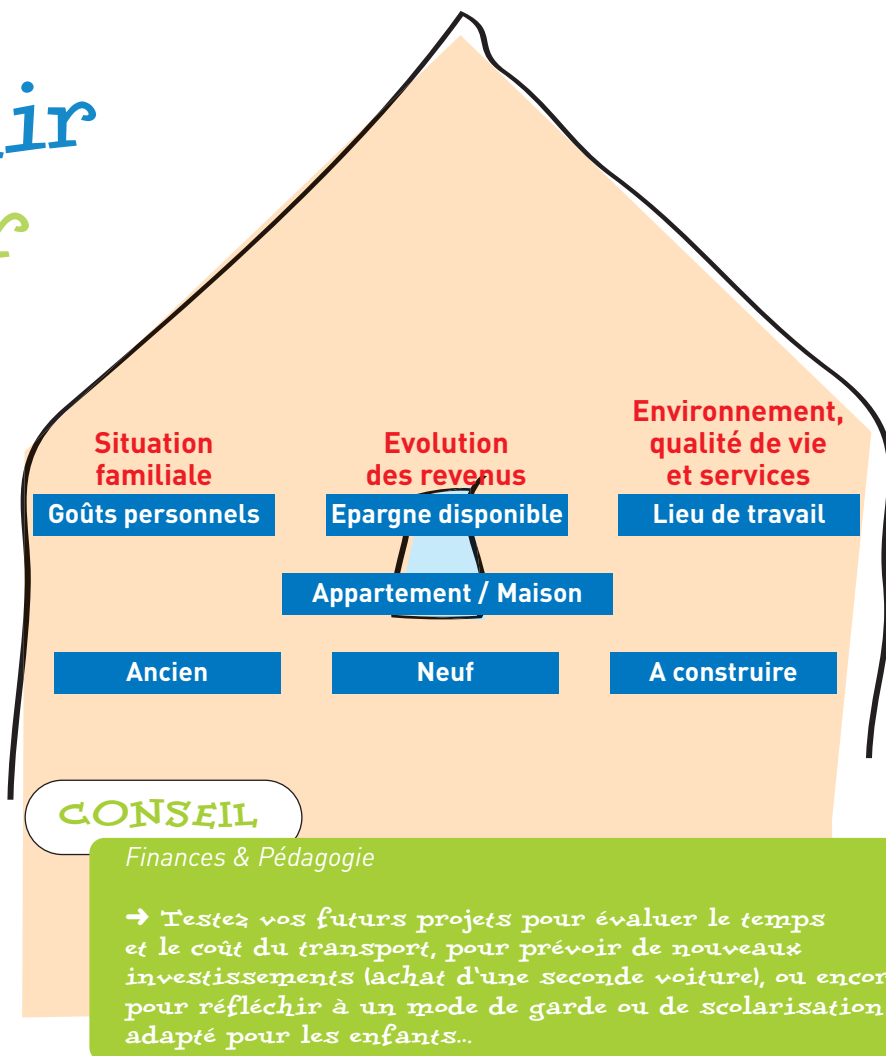 Situation
familiale
Evolution
des revenus
Environnement,
qualité de vie
et services
Goûts personnels
Epargne disponible
Lieu de travail
Appartement / Maison
Ancien
Neuf
A construire
CONSEIL
Finances & Pédagogie
➜ Testez vos futurs projets pour évaluer le temps
et le coût du transport, pour prévoir de nouveaux
investissements (achat d'une seconde voiture), ou
pour réfléchir à un mode de garde ou de scolarisation
adapté pour les enfants...